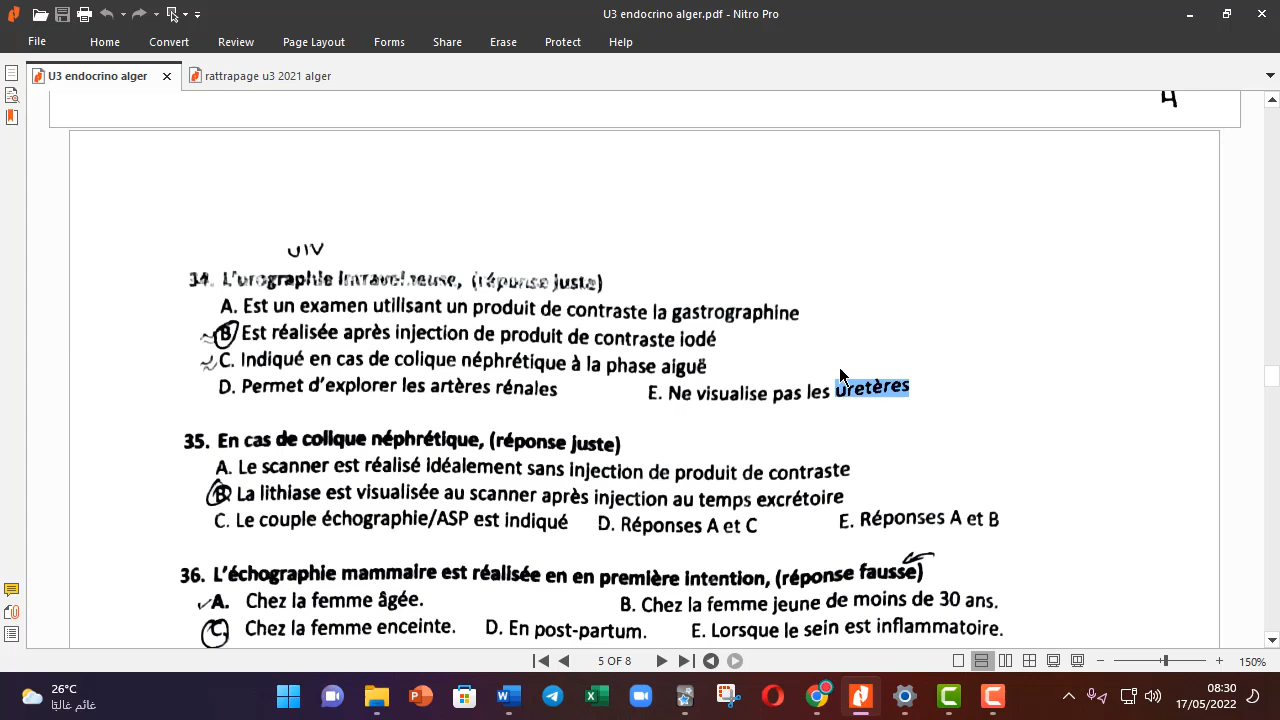 U3 endocrino alger.pdf - Nitro Pro
File Home Convert Review Page Layout Forms Share Erase Protect Help
U3 endocrino alger rattrapage u3 2021 alger
4
UIV
34. L'urographie intraveineuse, (réponse juste)
A. Est un examen utilisant un produit de contraste la gastrographine
B. Est réalisée après injection de produit de contraste iodé
C. Indiqué en cas de colique néphrétique à la phase aiguë
D. Permet d'explorer les artères rénales E. Ne visualise pas les uretères
35. En cas de colique néphrétique, (réponse juste)
A. Le scanner est réalisé idéalement sans injection de produit de contraste
B. La lithiase est visualisée au scanner après injection au temps excrétoire
C. Le couple échographie/ASP est indiqué D. Réponses A et C E. Réponses A et B
36. L'échographie mammaire est réalisée en en première intention, (réponse fausse)
A. Chez la femme âgée. B. Chez la femme jeune de moins de 30 ans.
C. Chez la femme enceinte. D. En post-partum. E. Lorsque le sein est inflammatoire.
5 OF 8 150%
26°C
غائم غالبًا
08:30
17/05/2022